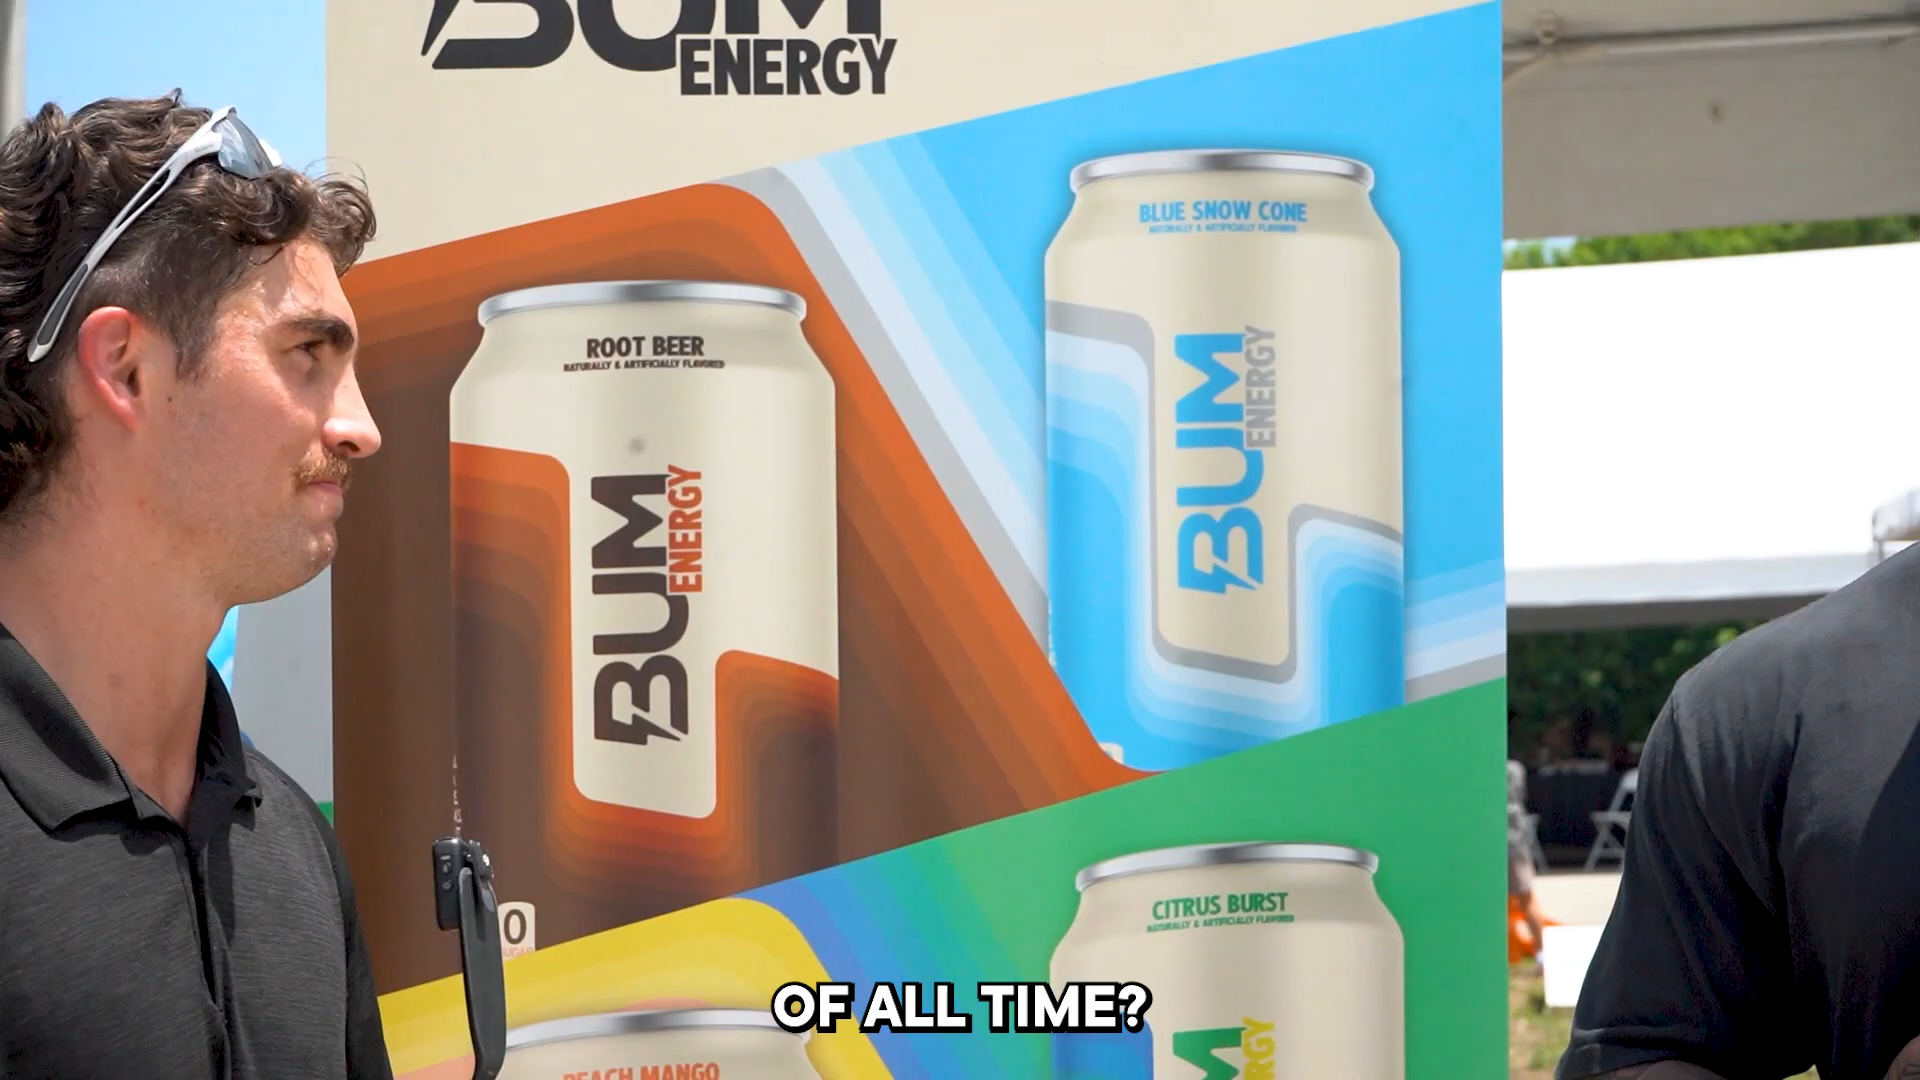 BUM
ENERGY
BLUE SNOW CONE
NATURALLY & ARTIFICIALLY FLAVORED
BUM
ENERGY
ROOT BEER
NATURALLY & ARTIFICIALLY FLAVORED
BUM
ENERGY
0
CITRUS BURST
NATURALLY & ARTIFICIALLY FLAVORED
PEACH MANGO
OF ALL TIME?